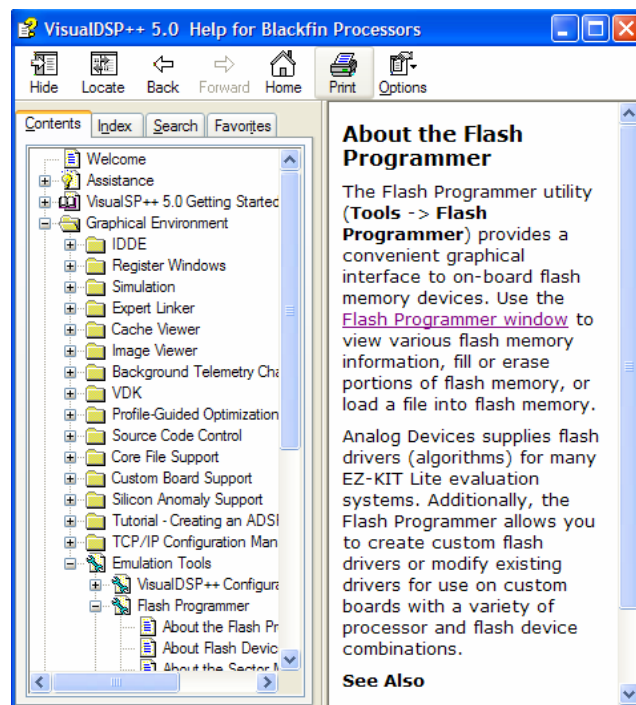 VisualDSP++ 5.0 Help for Blackfin Processors
Hide Locate Back Forward Home Print Options
Contents Index Search Favorites
Welcome
Assistance
VisualSP++ 5.0 Getting Started
Graphical Environment
IDDE
Register Windows
Simulation
Expert Linker
Cache Viewer
Image Viewer
Background Telemetry Cha
VDK
Profile-Guided Optimization
Source Code Control
Core File Support
Custom Board Support
Silicon Anomaly Support
Tutorial - Creating an ADSI
TCP/IP Configuration Man
Emulation Tools
VisualDSP++ Configura
Flash Programmer
About the Flash Pr
About Flash Devic
About the Sector M
About the Flash
Programmer
The Flash Programmer utility
(Tools -> Flash
Programmer) provides a
convenient graphical
interface to on-board flash
memory devices. Use the
Flash Programmer window to
view various flash memory
information, fill or erase
portions of flash memory, or
load a file into flash memory.
Analog Devices supplies flash
drivers (algorithms) for many
EZ-KIT Lite evaluation
systems. Additionally, the
Flash Programmer allows you
to create custom flash
drivers or modify existing
drivers for use on custom
boards with a variety of
processor and flash device
combinations.
See Also